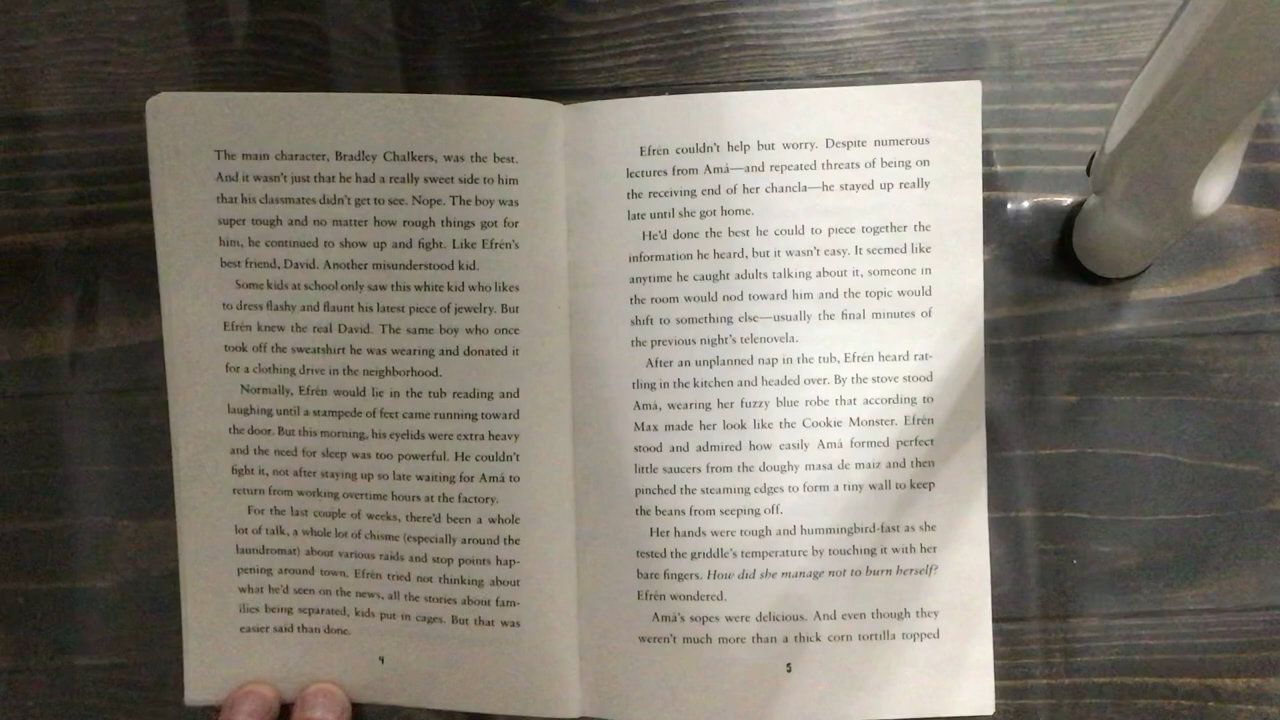 The main character, Bradley Chalkers, was the best.
And it wasn't just that he had a really sweet side to him
that his classmates didn't get to see. Nope. The boy was
super tough and no matter how rough things got for
him, he continued to show up and fight. Like Efrén's
best friend, David. Another misunderstood kid.
Some kids at school only saw this white kid who likes
to dress flashy and flaunt his latest piece of jewelry. But
Efrén knew the real David. The same boy who once
took off the sweatshirt he was wearing and donated it
for a clothing drive in the neighborhood.
Normally, Efrén would lie in the tub reading and
laughing until a stampede of feet came running toward
the door. But this morning, his eyelids were extra heavy
and the need for sleep was too powerful. He couldn't
fight it, not after staying up so late waiting for Amá to
return from working overtime hours at the factory.
For the last couple of weeks, there'd been a whole
lot of talk, a whole lot of chisme (especially around the
laundromat) about various raids and stop points hap-
pening around town. Efrén tried not thinking about
what he'd seen on the news, all the stories about fam-
ilies being separated, kids put in cages. But that was
easier said than done.
4
Efrén couldn't help but worry. Despite numerous
lectures from Amá—and repeated threats of being on
the receiving end of her chancla—he stayed up really
late until she got home.
He'd done the best he could to piece together the
information he heard, but it wasn't easy. It seemed like
anytime he caught adults talking about it, someone in
the room would nod toward him and the topic would
shift to something else—usually the final minutes of
the previous night's telenovela.
After an unplanned nap in the tub, Efrén heard rat-
tling in the kitchen and headed over. By the stove stood
Amá, wearing her fuzzy blue robe that according to
Max made her look like the Cookie Monster. Efrén
stood and admired how easily Amá formed perfect
little saucers from the doughy masa de maiz and then
pinched the steaming edges to form a tiny wall to keep
the beans from seeping off.
Her hands were tough and hummingbird-fast as she
tested the griddle's temperature by touching it with her
bare fingers. How did she manage not to burn herself?
Efrén wondered.
Amá's sopes were delicious. And even though they
weren't much more than a thick corn tortilla topped
5